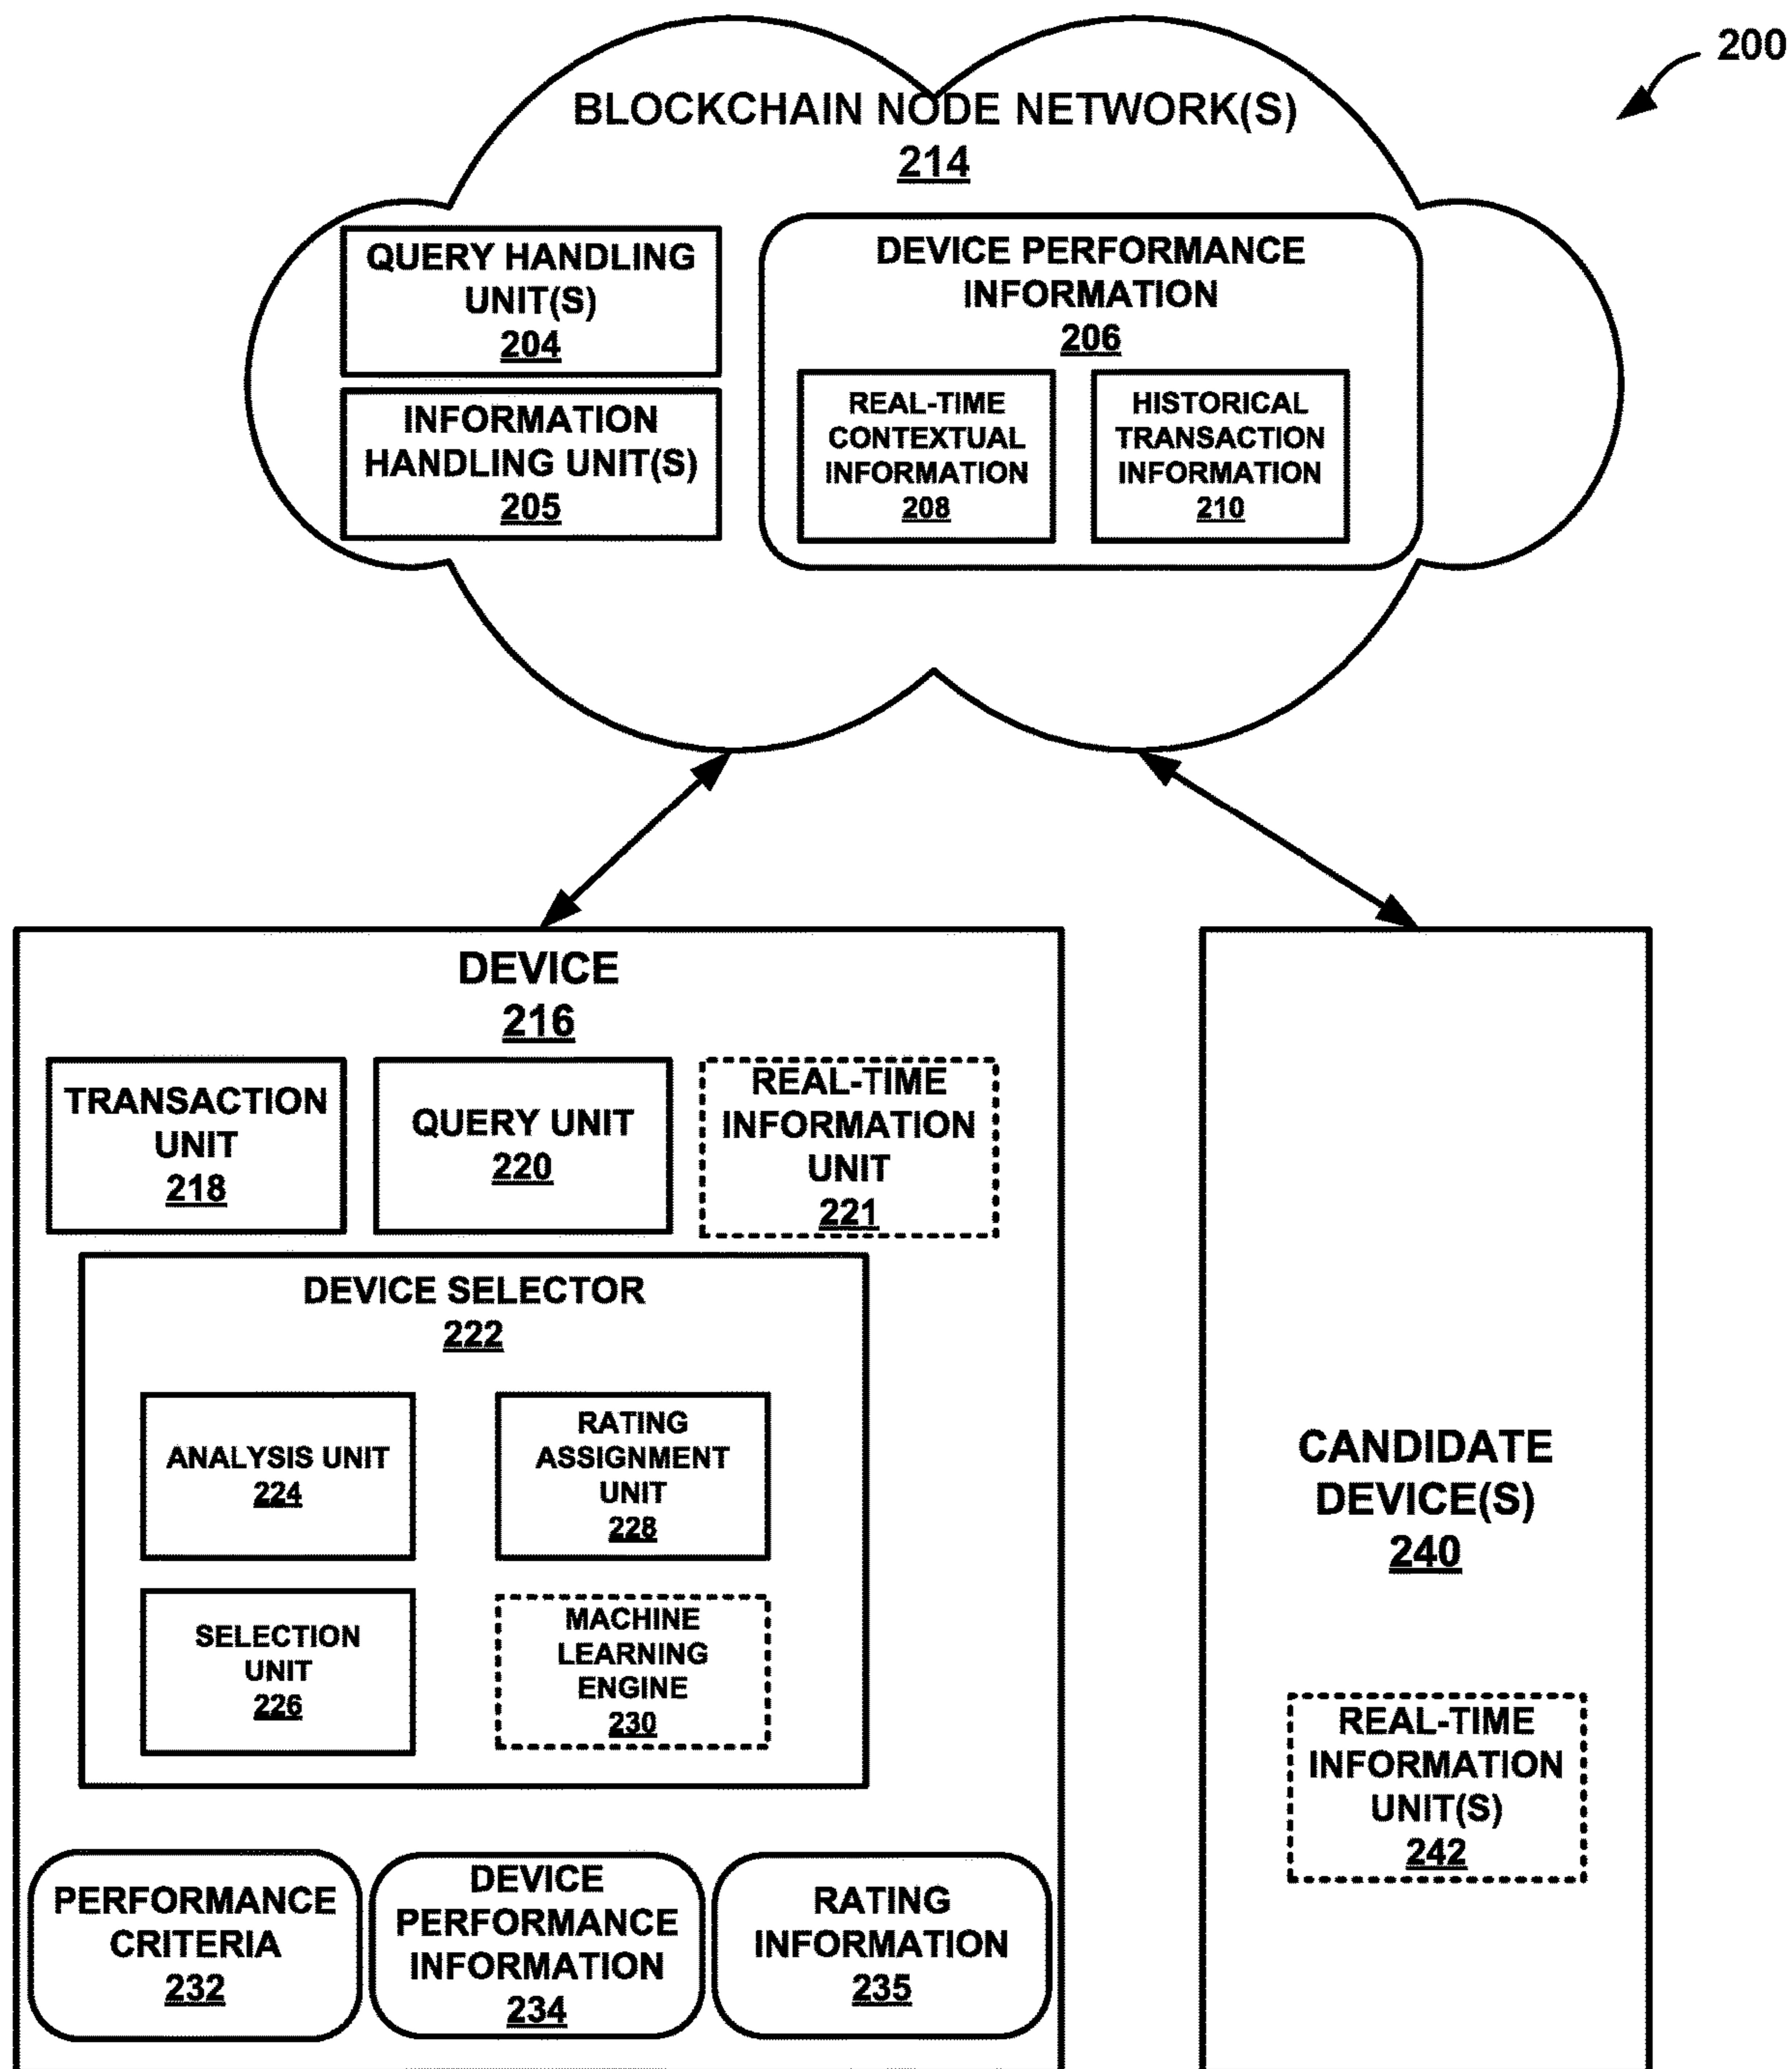 200
BLOCKCHAIN NODE NETWORK(S)
214
QUERY HANDLING
UNIT(S)
204
INFORMATION
HANDLING UNIT(S)
205
DEVICE PERFORMANCE
INFORMATION
206
REAL-TIME
CONTEXTUAL
INFORMATION
208
HISTORICAL
TRANSACTION
INFORMATION
210
DEVICE
216
TRANSACTION
UNIT
218
QUERY UNIT
220
REAL-TIME
INFORMATION
UNIT
221
DEVICE SELECTOR
222
ANALYSIS UNIT
224
RATING
ASSIGNMENT
UNIT
228
SELECTION
UNIT
226
MACHINE
LEARNING
ENGINE
230
PERFORMANCE
CRITERIA
232
DEVICE
PERFORMANCE
INFORMATION
234
RATING
INFORMATION
235
CANDIDATE
DEVICE(S)
240
REAL-TIME
INFORMATION
UNIT(S)
242